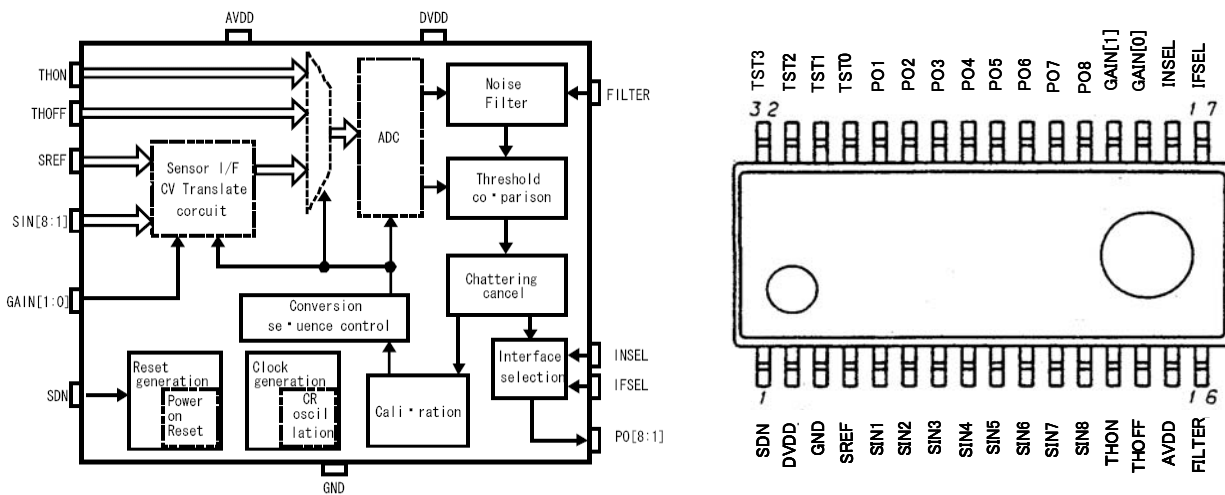 AVDD
DVDD
THON
THOFF
SREF
SIN[8:1]
GAIN[1:0]
SDN
Sensor I/F
CV Translate
corcuit
ADC
Noise
Filter
FILTER
Threshold
co・parison
Chattering
cancel
Conversion
se・uence control
Reset
generation
Power
on
Reset
Clock
generation
CR
oscil
lation
Cali・ration
Interface
selection
INSEL
IFSEL
PO[8:1]
GND
TST3
TST2
TST1
TST0
PO1
PO2
PO3
PO4
PO5
PO6
PO7
PO8
GAIN[1]
GAIN[0]
INSEL
IFSEL
32
17
1
16
SDN
DVDD
GND
SREF
SIN1
SIN2
SIN3
SIN4
SIN5
SIN6
SIN7
SIN8
THON
THOFF
AVDD
FILTER